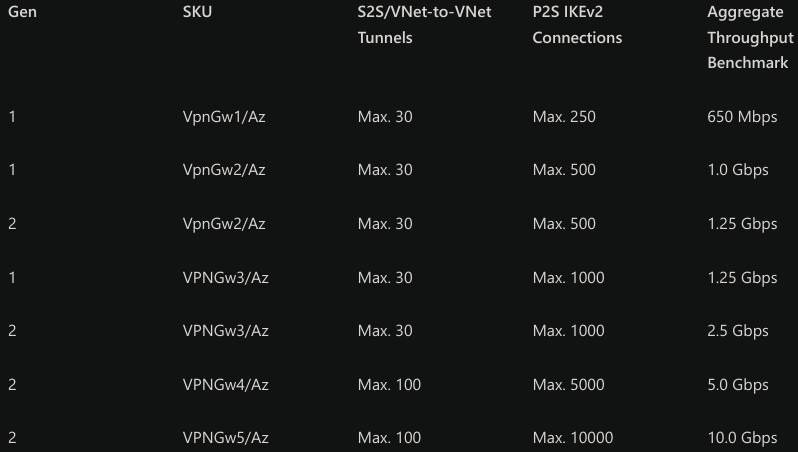 Gen SKU S2S/VNet-to-VNet Tunnels P2S IKEv2 Connections Aggregate Throughput Benchmark
1 VpnGw1/Az Max. 30 Max. 250 650 Mbps
1 VpnGw2/Az Max. 30 Max. 500 1.0 Gbps
2 VpnGw2/Az Max. 30 Max. 500 1.25 Gbps
1 VPNGw3/Az Max. 30 Max. 1000 1.25 Gbps
2 VPNGw3/Az Max. 30 Max. 1000 2.5 Gbps
2 VPNGw4/Az Max. 100 Max. 5000 5.0 Gbps
2 VPNGw5/Az Max. 100 Max. 10000 10.0 Gbps